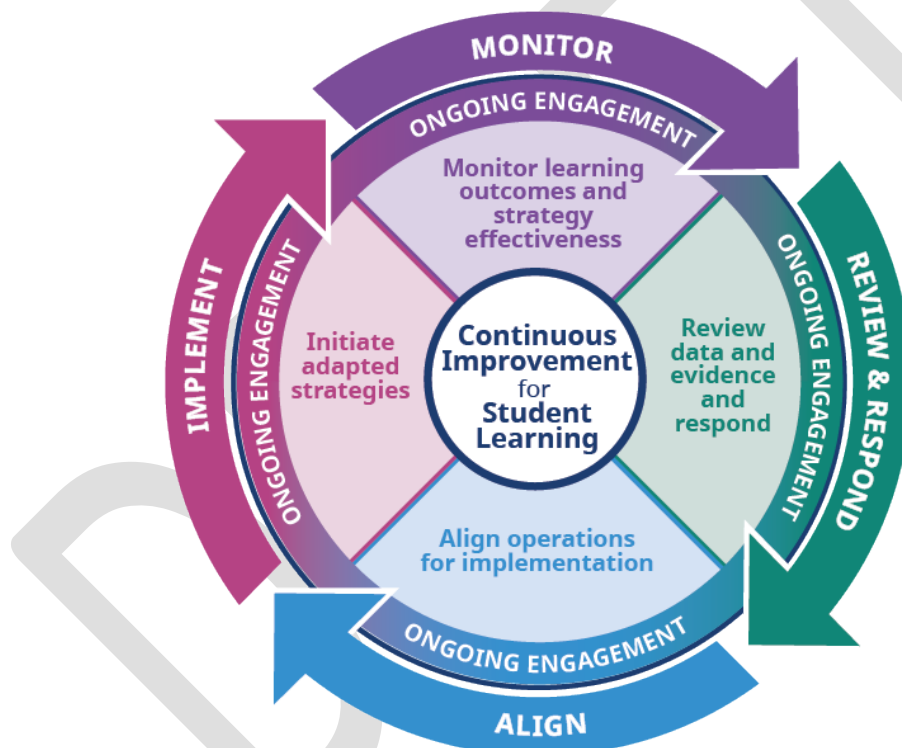 MONITOR
ONGOING ENGAGEMENT
Monitor learning
outcomes and
strategy
effectiveness
REVIEW & RESPOND
ONGOING ENGAGEMENT
Review
data and
evidence
and
respond
ALIGN
ONGOING ENGAGEMENT
Align operations
for implementation
IMPLEMENT
ONGOING ENGAGEMENT
Initiate
adapted
strategies
Continuous
Improvement
for
Student
Learning